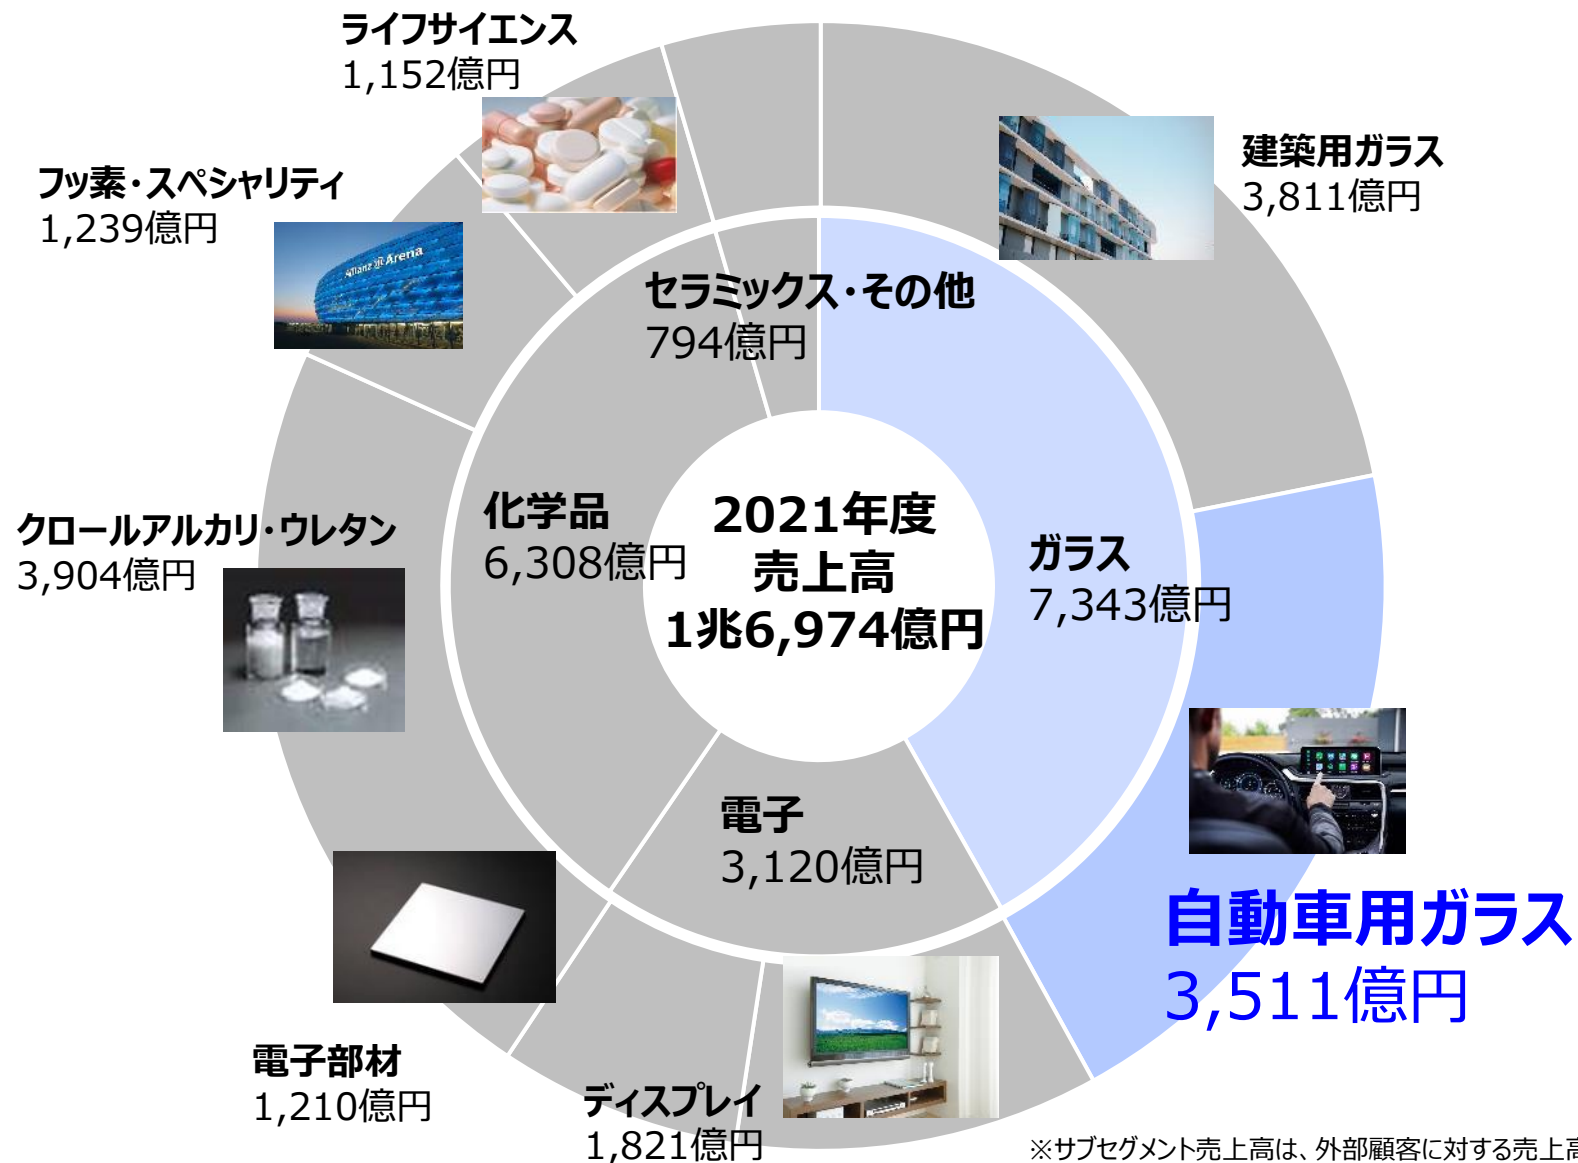 ライフサイエンス
1,152億円
フッ素・スペシャリティ
1,239億円
Allianz Arena
建築用ガラス
3,811億円
セラミックス・その他
794億円
クロールアルカリ・ウレタン
3,904億円
化学品
6,308億円
2021年度
売上高
1兆6,974億円
ガラス
7,343億円
電子
3,120億円
自動車用ガラス
3,511億円
電子部材
1,210億円
ディスプレイ
1,821億円
※サブセグメント売上高は、外部顧客に対する売上高